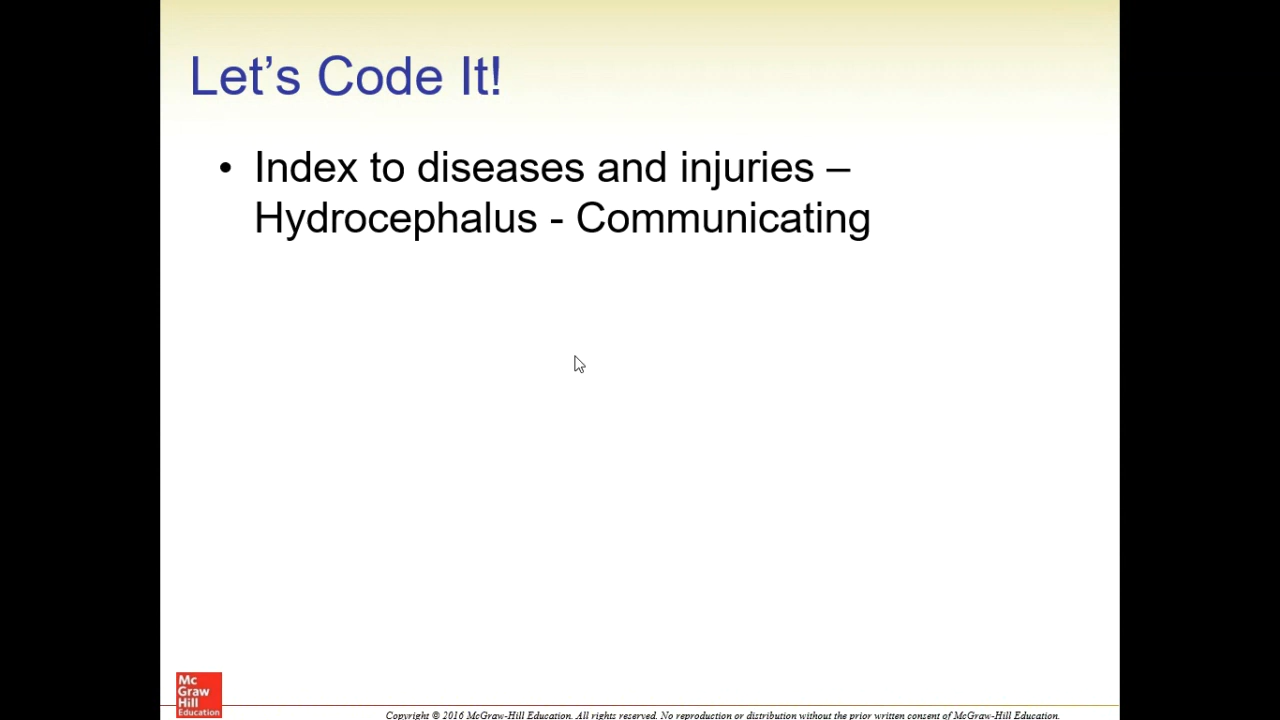 Let's Code It!
• Index to diseases and injuries –
Hydrocephalus - Communicating
Mc
Graw
Hill
Education
Copyright © 2016 McGraw-Hill Education. All rights reserved. No reproduction or distribution without the prior written consent of McGraw-Hill Education.